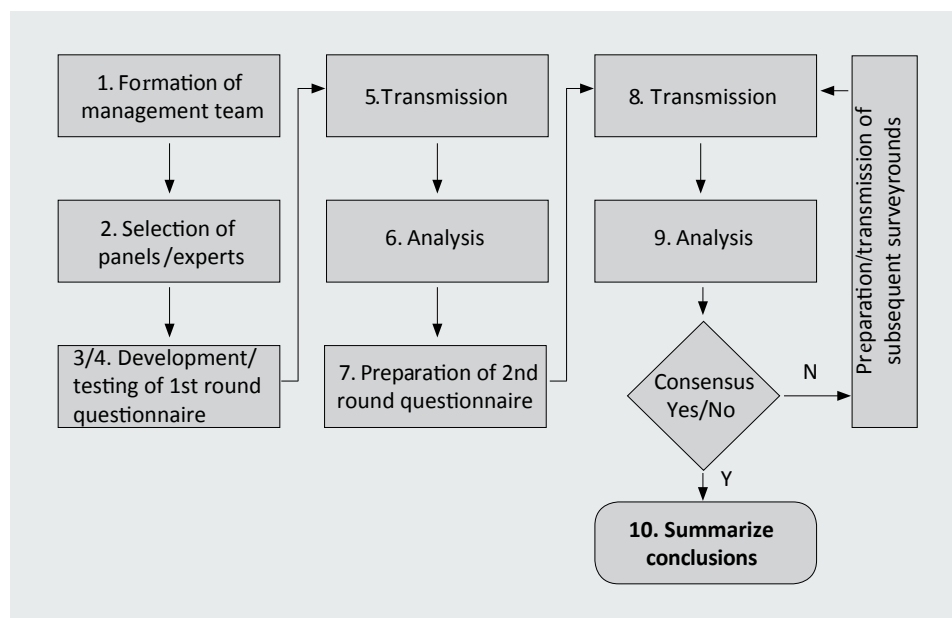 1. Formation of
management team
2. Selection of
panels/experts
3/4. Development/
testing of 1st round
questionnaire
5.Transmission
6. Analysis
7. Preparation of 2nd
round questionnaire
8. Transmission
9. Analysis
Consensus
Yes/No
N
Y
Preparation/transmission of
subsequent surveyrounds
10. Summarize
conclusions